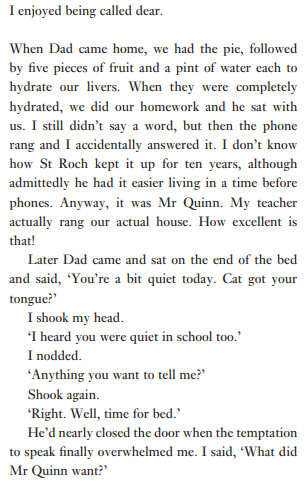 I enjoyed being called dear.
When Dad came home, we had the pie, followed
by five pieces of fruit and a pint of water each to
hydrate our livers. When they were completely
hydrated, we did our homework and he sat with
us. I still didn't say a word, but then the phone
rang and I accidentally answered it. I don't know
how St Roch kept it up for ten years, although
admittedly he had it easier living in a time before
phones. Anyway, it was Mr Quinn. My teacher
actually rang our actual house. How excellent is
that!
Later Dad came and sat on the end of the bed
and said, ‘You're a bit quiet today. Cat got your
tongue?’
I shook my head.
‘I heard you were quiet in school too.’
I nodded.
‘Anything you want to tell me?’
Shook again.
‘Right. Well, time for bed.’
He'd nearly closed the door when the temptation
to speak finally overwhelmed me. I said, ‘What did
Mr Quinn want?’